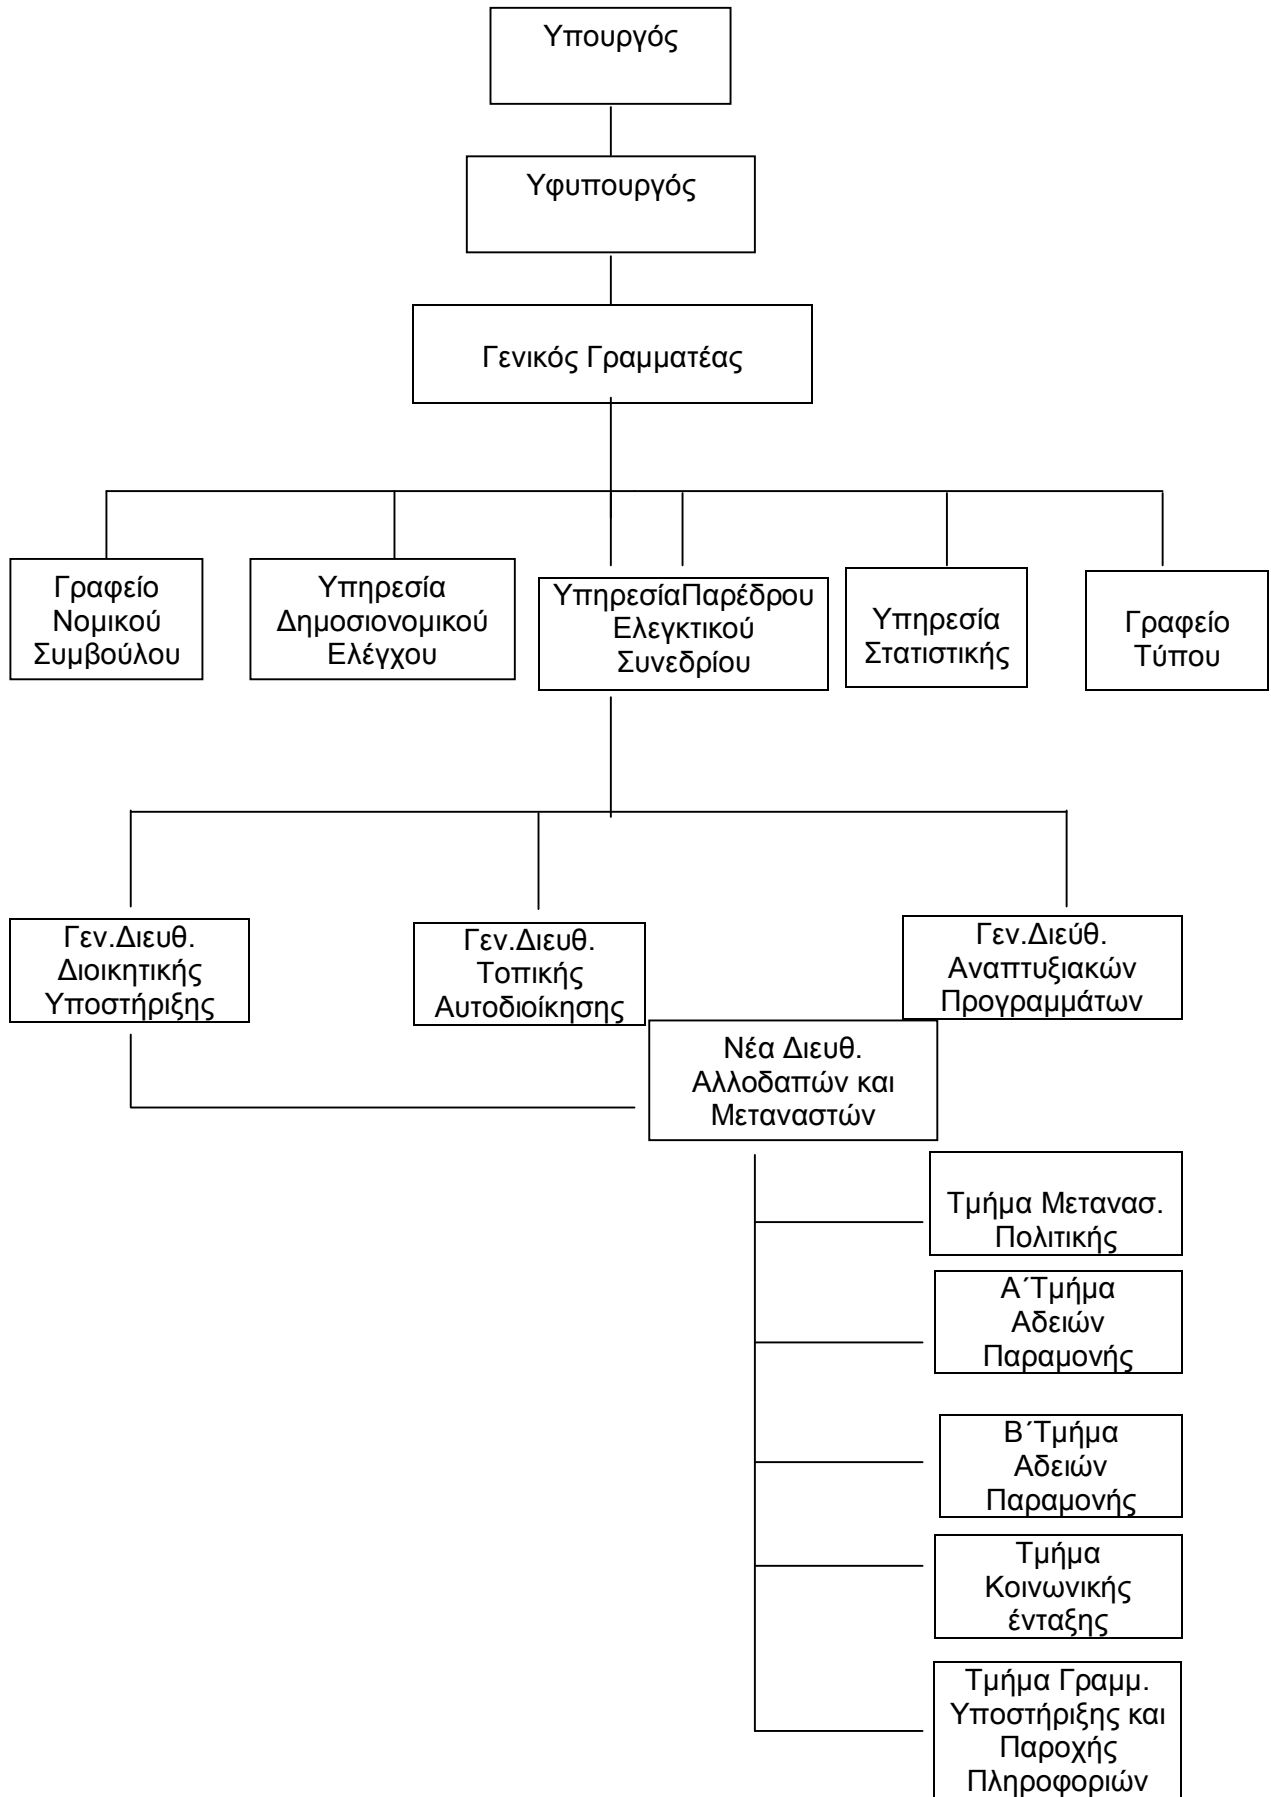 Υπουργός
Υφυπουργός
Γενικός Γραμματέας
Γραφείο
Νομικού
Συμβούλου
Υπηρεσία
Δημοσιονομικού
Ελέγχου
ΥπηρεσίαΠαρέδρου
Ελεγκτικού
Συνεδρίου
Υπηρεσία
Στατιστικής
Γραφείο
Τύπου
Γεν.Διευθ.
Διοικητικής
Υποστήριξης
Γεν.Διευθ.
Τοπικής
Αυτοδιοίκησης
Γεν.Διεύθ.
Αναπτυξιακών
Προγραμμάτων
Νέα Διευθ.
Αλλοδαπών και
Μεταναστών
Τμήμα Μετανασ.
Πολιτικής
Α΄Τμήμα
Αδειών
Παραμονής
Β΄Τμήμα
Αδειών
Παραμονής
Τμήμα
Κοινωνικής
ένταξης
Τμήμα Γραμμ.
Υποστήριξης και
Παροχής
Πληροφοριών